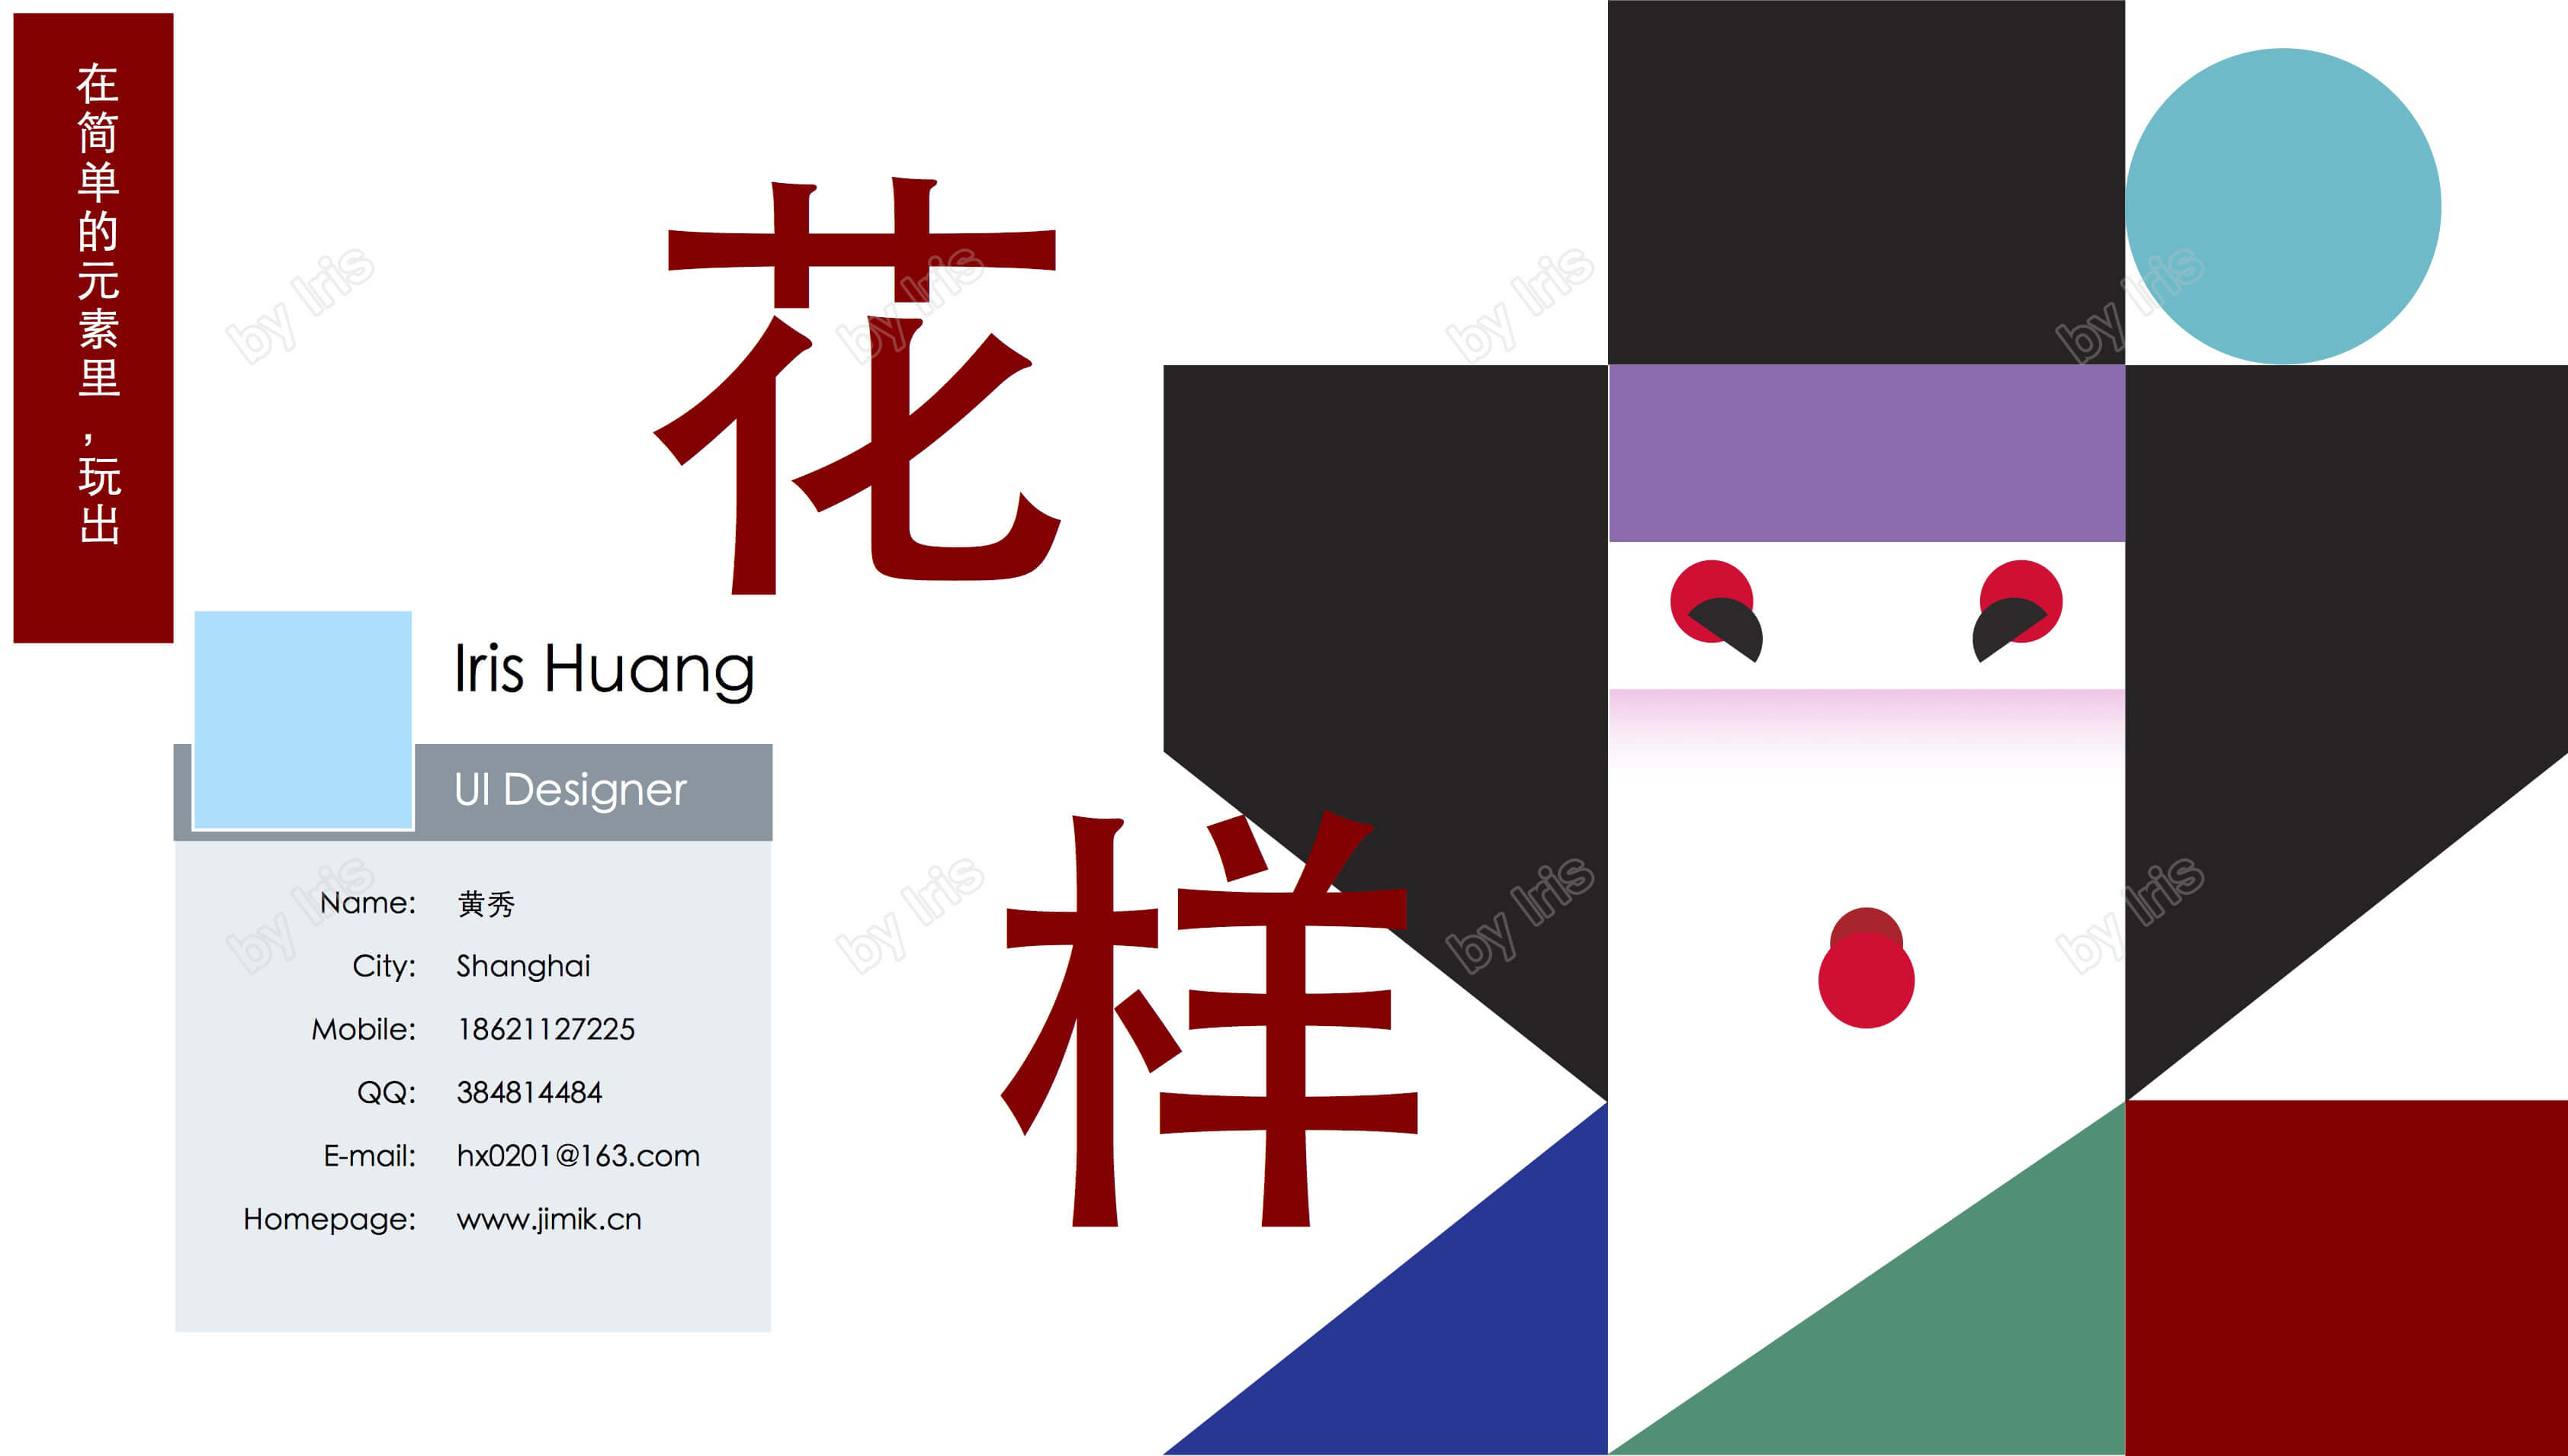 在简单的元素里，玩出
花
样
Iris Huang
UI Designer
Name: 黄秀
City: Shanghai
Mobile: 18621127225
QQ: 384814484
E-mail: hx0201@163.com
Homepage: www.jimik.cn
by Iris
by Iris
by Iris
by Iris
by Iris
by Iris
by Iris
by Iris